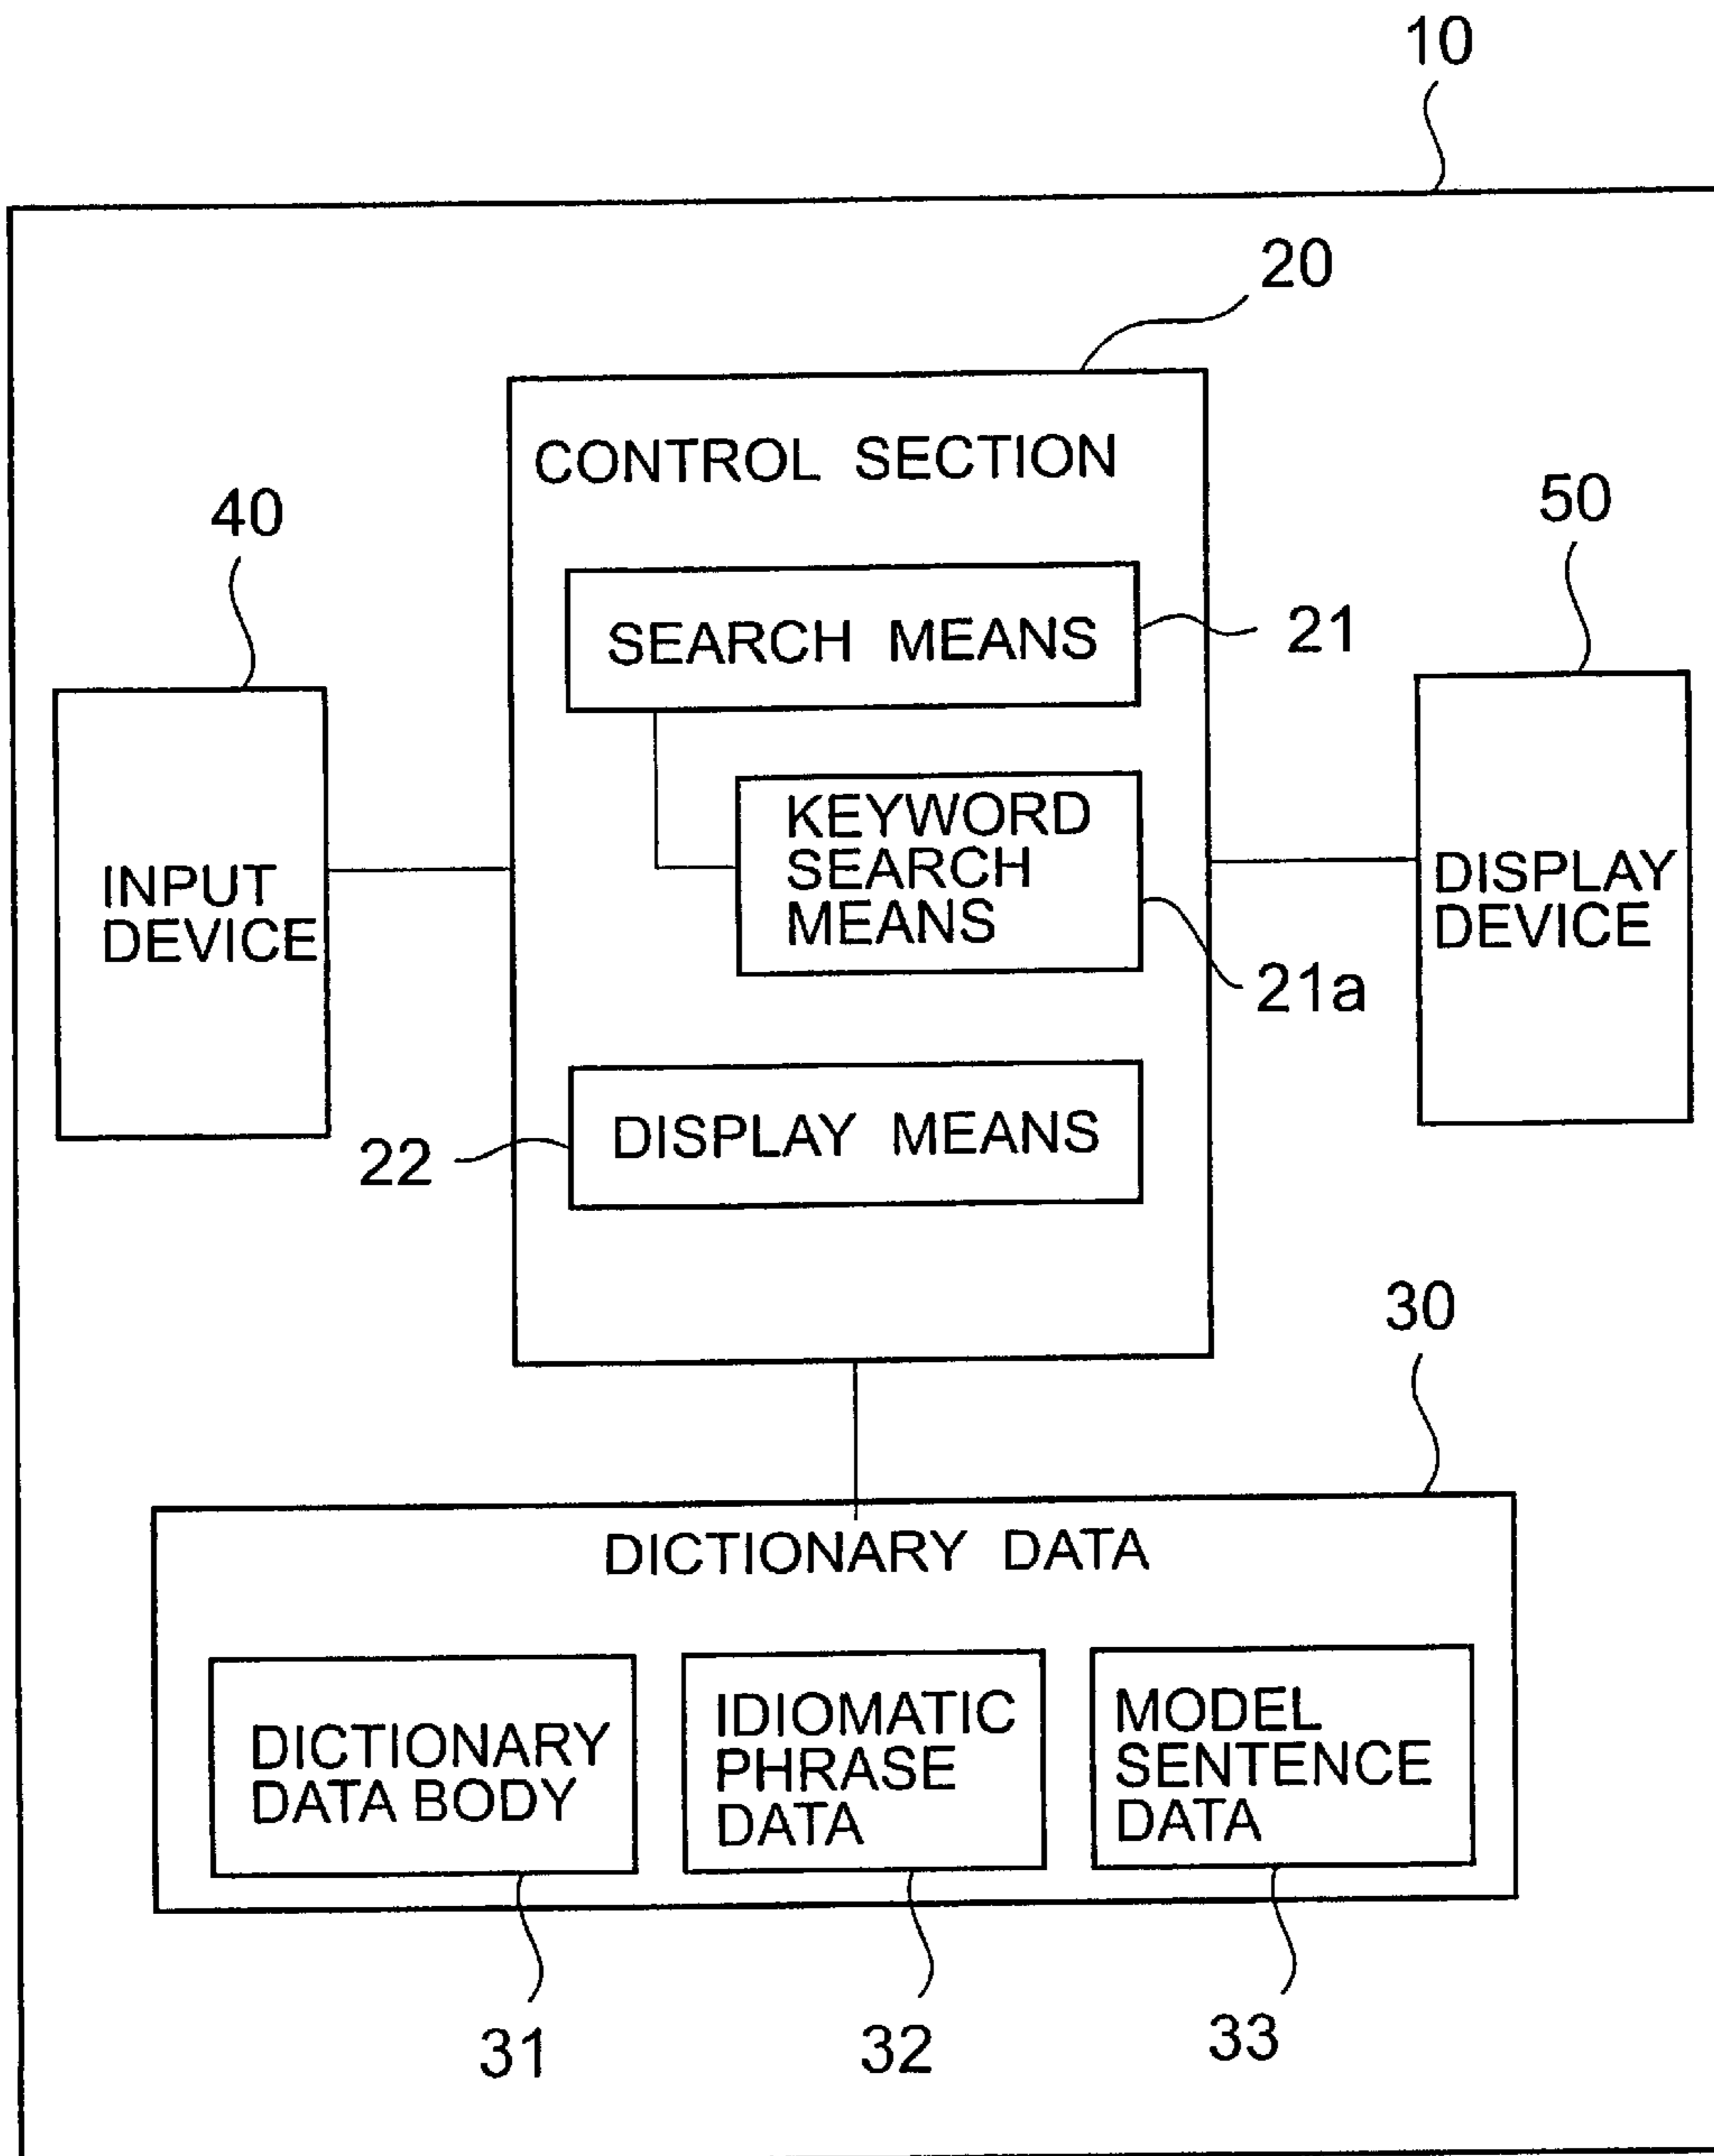 10
20
CONTROL SECTION
40
50
SEARCH MEANS
21
KEYWORD
SEARCH
MEANS
INPUT
DEVICE
DISPLAY
DEVICE
21a
DISPLAY MEANS
22
30
DICTIONARY DATA
DICTIONARY
DATA BODY
IDIOMATIC
PHRASE
DATA
MODEL
SENTENCE
DATA
31
32
33